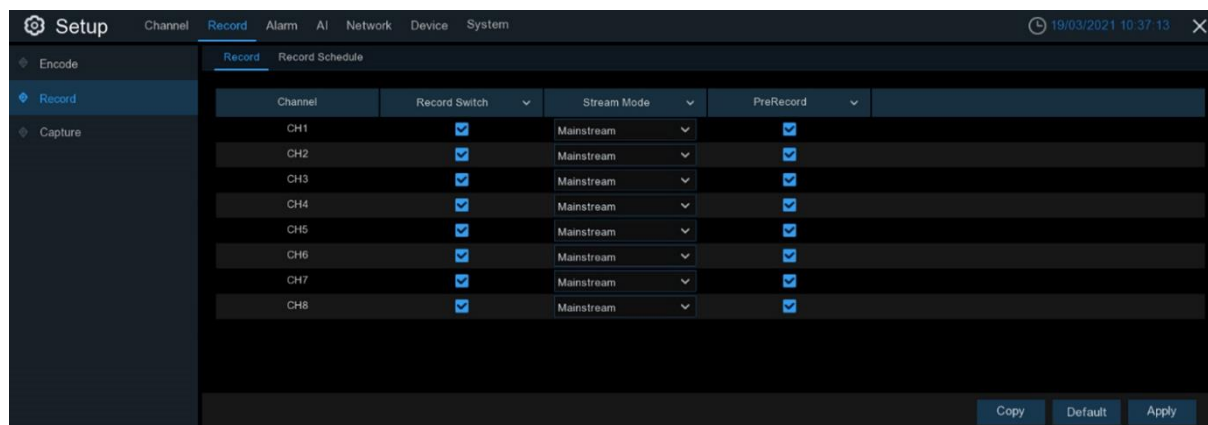 Setup Channel Record Alarm AI Network Device System 19/03/2021 10:37:13
Encode
Record
Capture
Record Record Schedule
Channel Record Switch Stream Mode PreRecord
CH1 Mainstream
CH2 Mainstream
CH3 Mainstream
CH4 Mainstream
CH5 Mainstream
CH6 Mainstream
CH7 Mainstream
CH8 Mainstream
Copy Default Apply